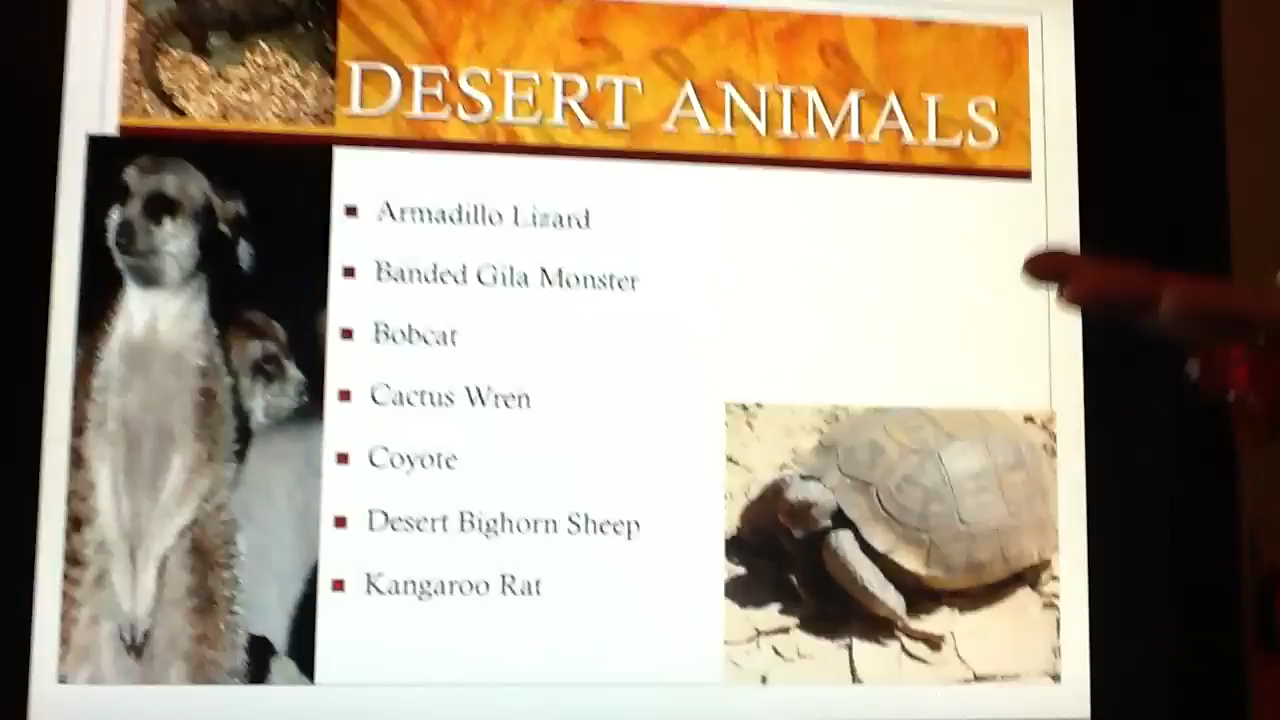 DESERT ANIMALS
Armadillo Lizard
Banded Gila Monster
Bobcat
Cactus Wren
Coyote
Desert Bighorn Sheep
Kangaroo Rat